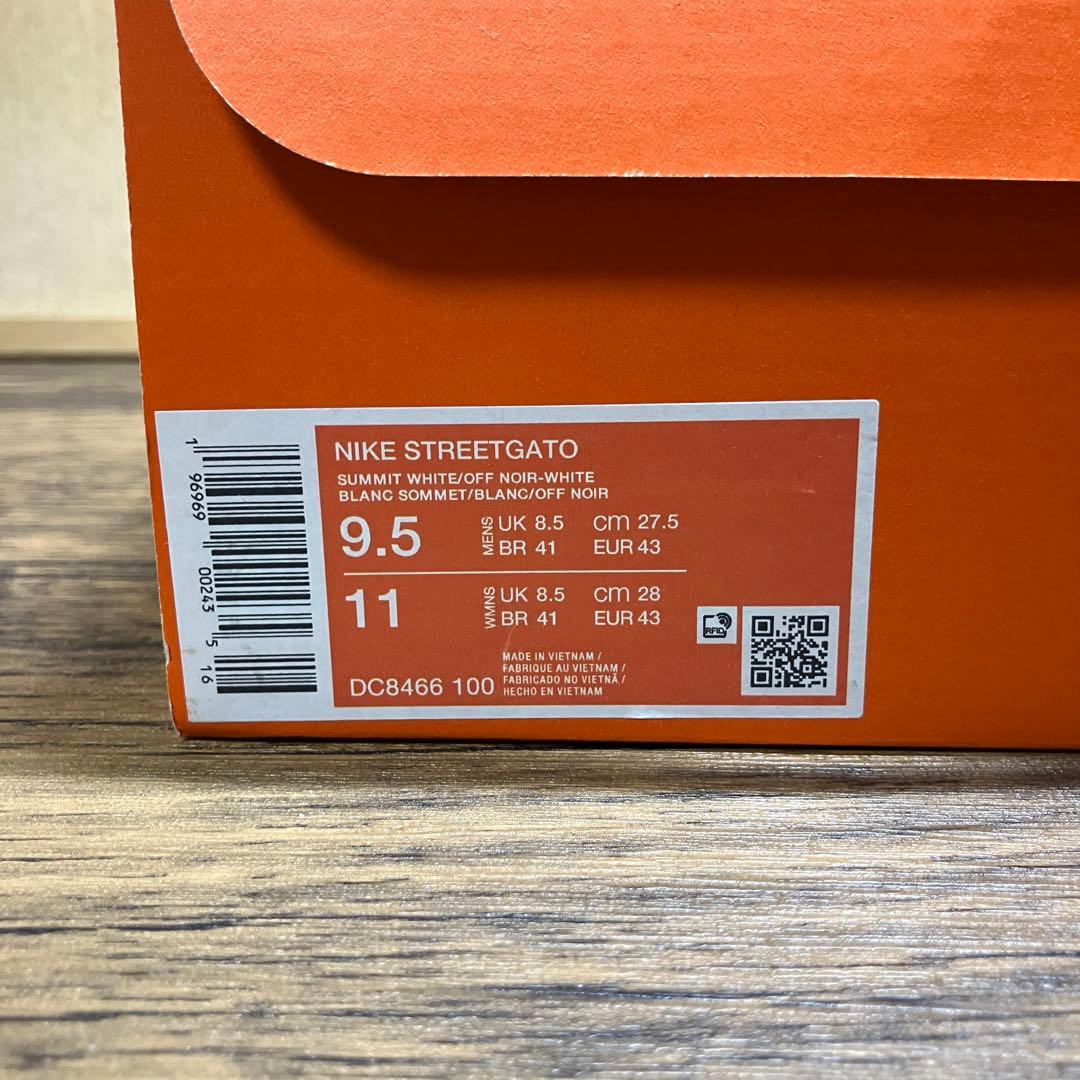 NIKE STREETGATO
SUMMIT WHITE/OFF NOIR-WHITE
BLANC SOMMET/BLANC/OFF NOIR
9.5 MENS UK 8.5 cm 27.5
BR 41 EUR 43
11 WMNS UK 8.5 cm 28
BR 41 EUR 43
RFID
MADE IN VIETNAM /
FABRIQUE AU VIETNAM /
FABRICADO NO VIETNÃ /
DC8466 100 HECHO EN VIETNAM
1 96969 00243 5 16